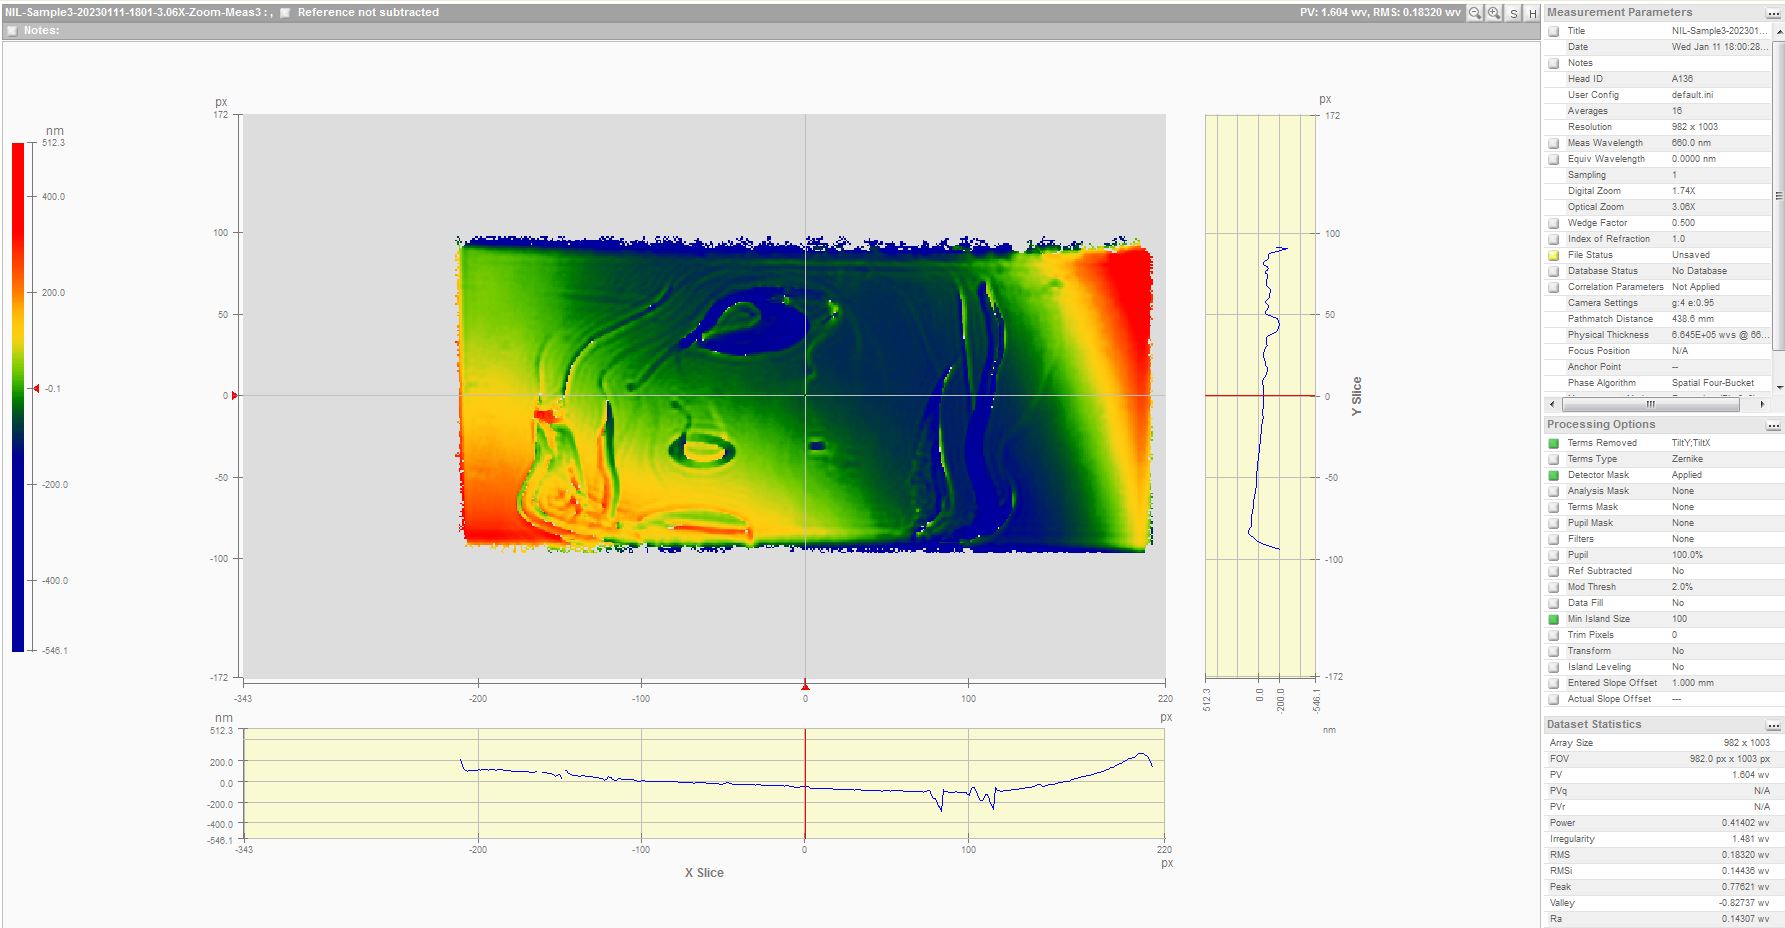 NIL-Sample3-20230111-1801-3.06X-Zoom-Meas3 : , Reference not subtracted PV: 1.604 wv, RMS: 0.18320 wv S H
Notes:
nm
512.3
400.0
200.0
-0.1
-200.0
-400.0
-546.1
px
172
100
50
0
-50
-100
-172
-343 -200 -100 0 100 220
px
px
172
100
50
0
-50
-100
-172
Y Slice
512.3 0.0 -200.0 -546.1
nm
nm
512.3
200.0
0.0
-200.0
-400.0
-546.1
-343 -200 -100 0 100 220
px
X Slice
Measurement Parameters ...
Title NIL-Sample3-202301...
Date Wed Jan 11 18:00:28...
Notes
Head ID A136
User Config default.ini
Averages 16
Resolution 982 x 1003
Meas Wavelength 660.0 nm
Equiv Wavelength 0.0000 nm
Sampling 1
Digital Zoom 1.74X
Optical Zoom 3.06X
Wedge Factor 0.500
Index of Refraction 1.0
File Status Unsaved
Database Status No Database
Correlation Parameters Not Applied
Camera Settings g:4 e:0.95
Pathmatch Distance 438.6 mm
Physical Thickness 6.645E+05 wvs @ 66...
Focus Position N/A
Anchor Point --
Phase Algorithm Spatial Four-Bucket
Processing Options ...
Terms Removed TiltY;TiltX
Terms Type Zernike
Detector Mask Applied
Analysis Mask None
Terms Mask None
Pupil Mask None
Filters None
Pupil 100.0%
Ref Subtracted No
Mod Thresh 2.0%
Data Fill No
Min Island Size 100
Trim Pixels 0
Transform No
Island Leveling No
Entered Slope Offset 1.000 mm
Actual Slope Offset ---
Dataset Statistics ...
Array Size 982 x 1003
FOV 982.0 px x 1003 px
PV 1.604 wv
PVq N/A
PVr N/A
Power 0.41402 wv
Irregularity 1.481 wv
RMS 0.18320 wv
RMSi 0.14436 wv
Peak 0.77621 wv
Valley -0.82737 wv
Ra 0.14307 wv